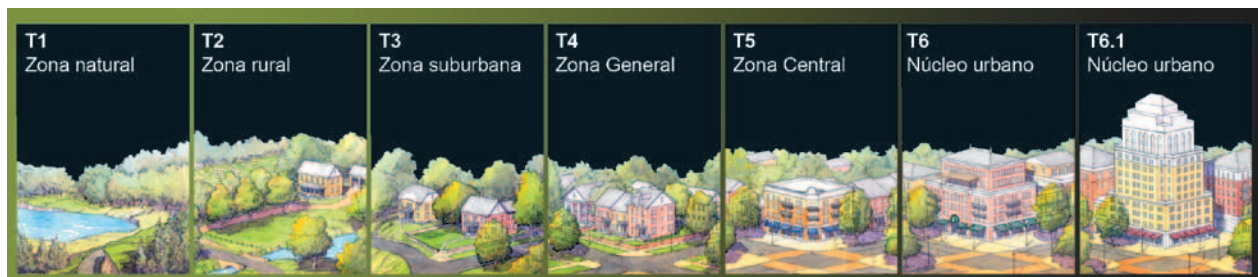 T1
Zona natural
T2
Zona rural
T3
Zona suburbana
T4
Zona General
T5
Zona Central
T6
Núcleo urbano
T6.1
Núcleo urbano